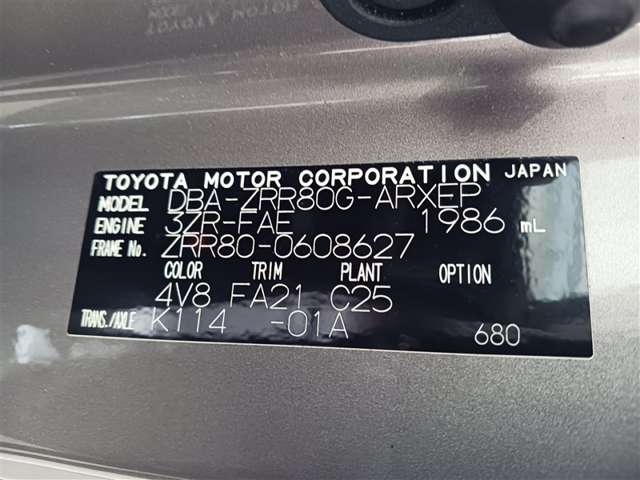 TOYOTA MOTOR CORPORATION JAPAN
MODEL DBA-ZRR80G-ARXEP
ENGINE 3ZR-FAE 1986 mL
FRAME No. ZRR80-0608627
COLOR TRIM PLANT OPTION
4V8 FA21 C25
TRANS./AXLE K114 -01A 680